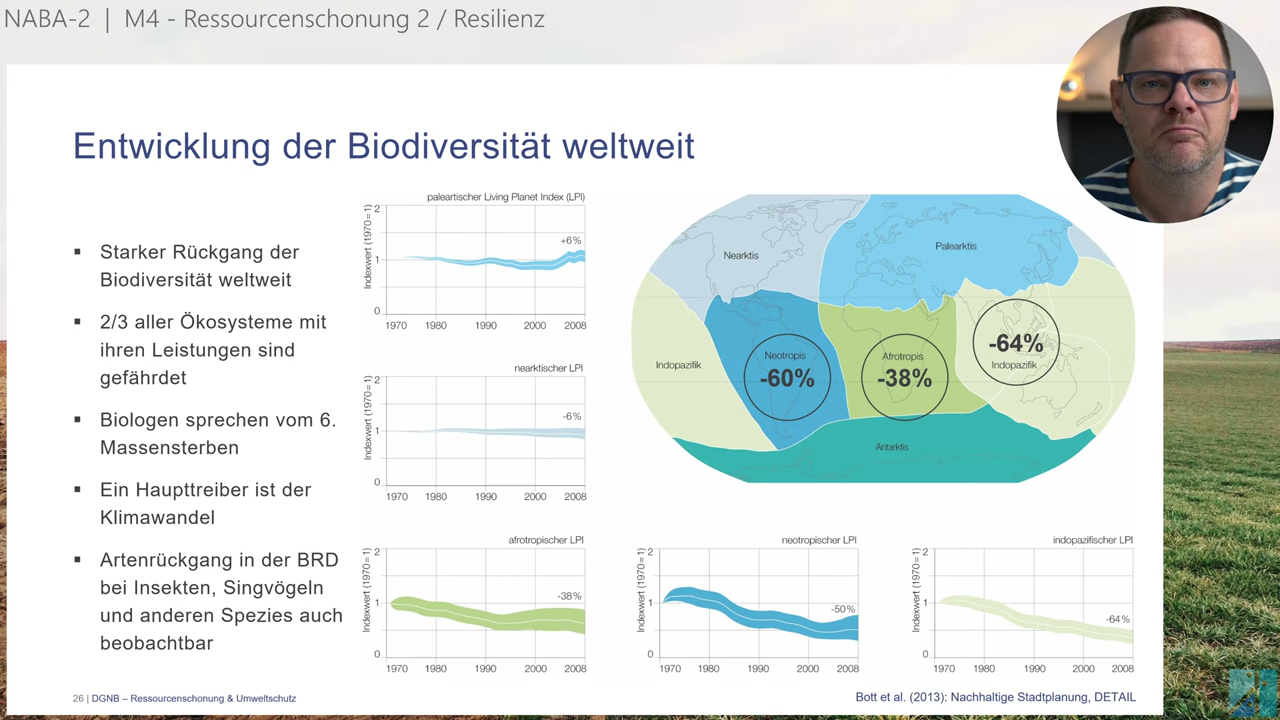 NABA-2 | M4 - Ressourcenschonung 2 / Resilienz
Entwicklung der Biodiversität weltweit
▪ Starker Rückgang der
Biodiversität weltweit
▪ 2/3 aller Ökosysteme mit
ihren Leistungen sind
gefährdet
▪ Biologen sprechen vom 6.
Massensterben
▪ Ein Haupttreiber ist der
Klimawandel
▪ Artenrückgang in der BRD
bei Insekten, Singvögeln
und anderen Spezies auch
beobachtbar
paleartischer Living Planet Index (LPI)
Indexwert (1970=1)
2
1
0
+6%
1970 1980 1990 2000 2008
nearktischer LPI
Indexwert (1970=1)
2
1
0
-6%
1970 1980 1990 2000 2008
Nearktis
Palearktis
Indopazifik
Neotropis
-60%
Afrotropis
-38%
-64%
Indopazifik
Antarktis
afrotropischer LPI
Indexwert (1970=1)
2
1
0
-38%
1970 1980 1990 2000 2008
neotropischer LPI
Indexwert (1970=1)
2
1
0
-50%
1970 1980 1990 2000 2008
indopazifischer LPI
Indexwert (1970=1)
2
1
0
-64%
1970 1980 1990 2000 2008
26 | DGNB – Ressourcenschonung & Umweltschutz
Bott et al. (2013): Nachhaltige Stadtplanung, DETAIL